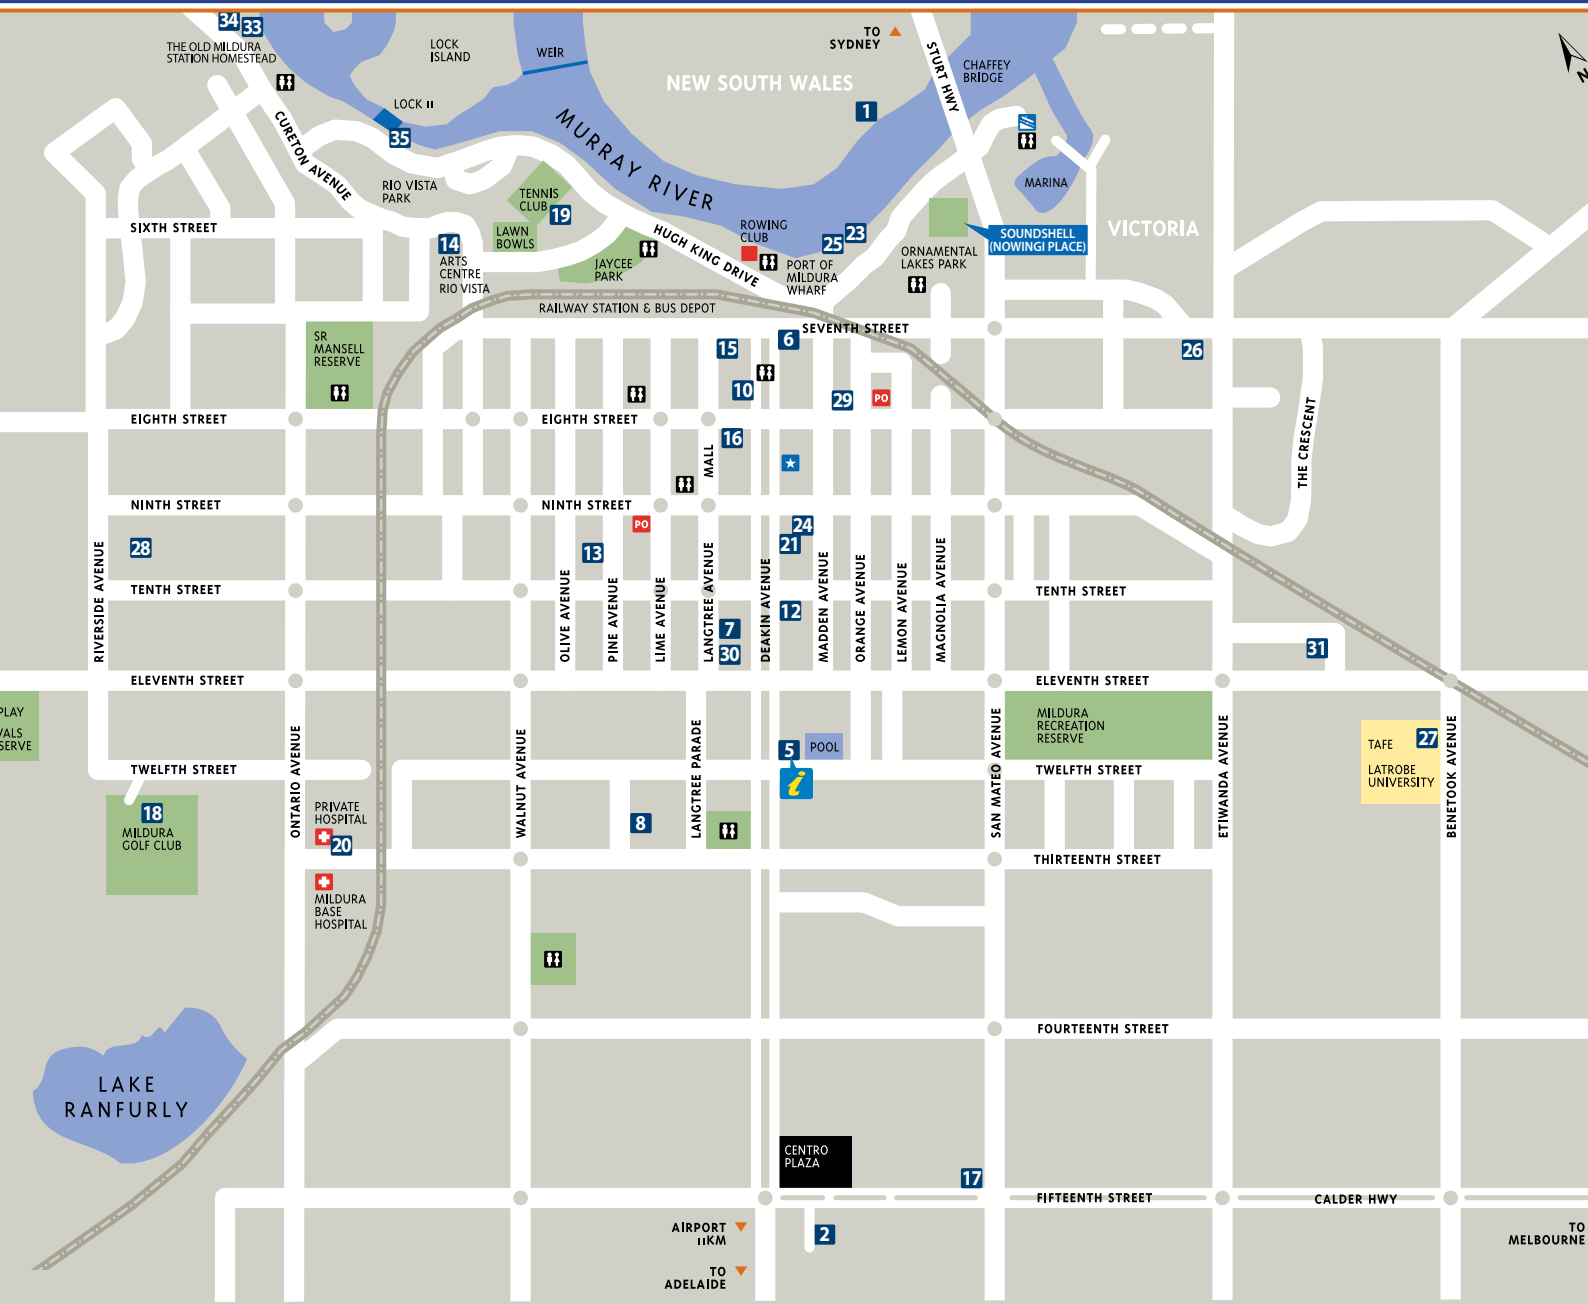 34
33
THE OLD MILDURA
STATION HOMESTEAD
LOCK
ISLAND
WEIR
TO
SYDNEY
STURT HWY
CHAFFEY
BRIDGE
N
NEW SOUTH WALES
1
LOCK 11
35
CURETON AVENUE
MURRAY RIVER
RIO VISTA
PARK
TENNIS
CLUB
19
LAWN
BOWLS
MARINA
SIXTH STREET
14
ARTS
CENTRE
RIO VISTA
JAYCEE
PARK
HUGH KING DRIVE
ROWING
CLUB
25
23
PORT OF
MILDURA
WHARF
ORNAMENTAL
LAKES PARK
SOUNDSHELL
(NOWINGI PLACE)
VICTORIA
RAILWAY STATION & BUS DEPOT
SEVENTH STREET
SR
MANSELL
RESERVE
15
6
26
10
29
PO
EIGHTH STREET
EIGHTH STREET
16
MALL
THE CRESCENT
NINTH STREET
NINTH STREET
PO
24
21
28
13
RIVERSIDE AVENUE
TENTH STREET
TENTH STREET
OLIVE AVENUE
PINE AVENUE
LIME AVENUE
LANGTREE AVENUE
DEAKIN AVENUE
MADDEN AVENUE
ORANGE AVENUE
LEMON AVENUE
MAGNOLIA AVENUE
12
7
30
31
ELEVENTH STREET
ELEVENTH STREET
PLAY
VALS
SERVE
MILDURA
RECREATION
RESERVE
ONTARIO AVENUE
WALNUT AVENUE
LANGTREE PARADE
SAN MATEO AVENUE
ETIWANDA AVENUE
BENETOOK AVENUE
5
POOL
i
TAFE
27
LATROBE
UNIVERSITY
TWELFTH STREET
TWELFTH STREET
18
MILDURA
GOLF CLUB
PRIVATE
HOSPITAL
20
8
THIRTEENTH STREET
MILDURA
BASE
HOSPITAL
FOURTEENTH STREET
LAKE
RANFURLY
CENTRO
PLAZA
17
FIFTEENTH STREET
CALDER HWY
AIRPORT
11KM
2
TO
MELBOURNE
TO
ADELAIDE